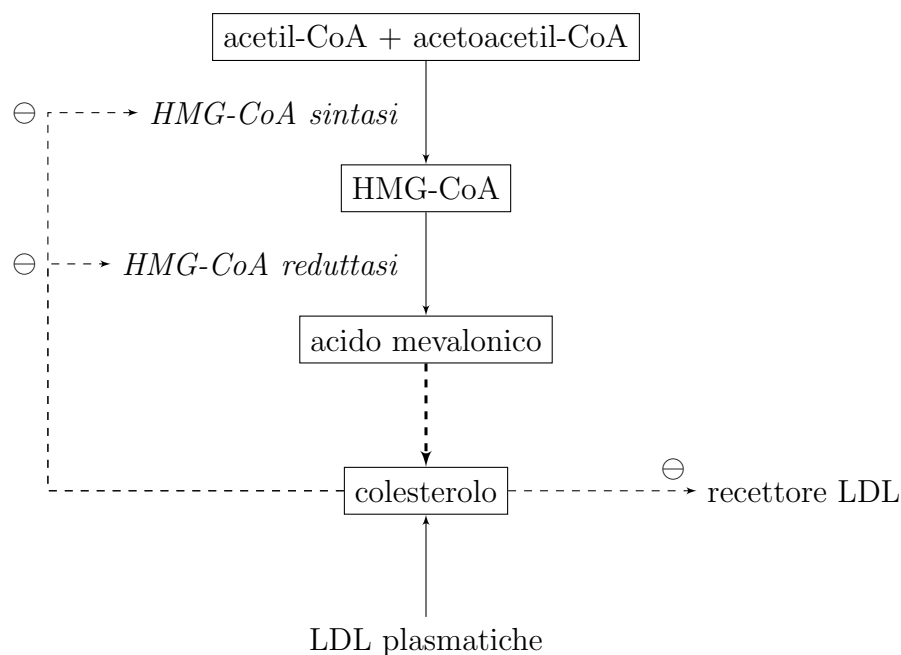 acetil-CoA + acetoacetil-CoA
⊖
HMG-CoA sintasi
HMG-CoA
⊖
HMG-CoA reduttasi
acido mevalonico
⊖
colesterolo
recettore LDL
LDL plasmatiche